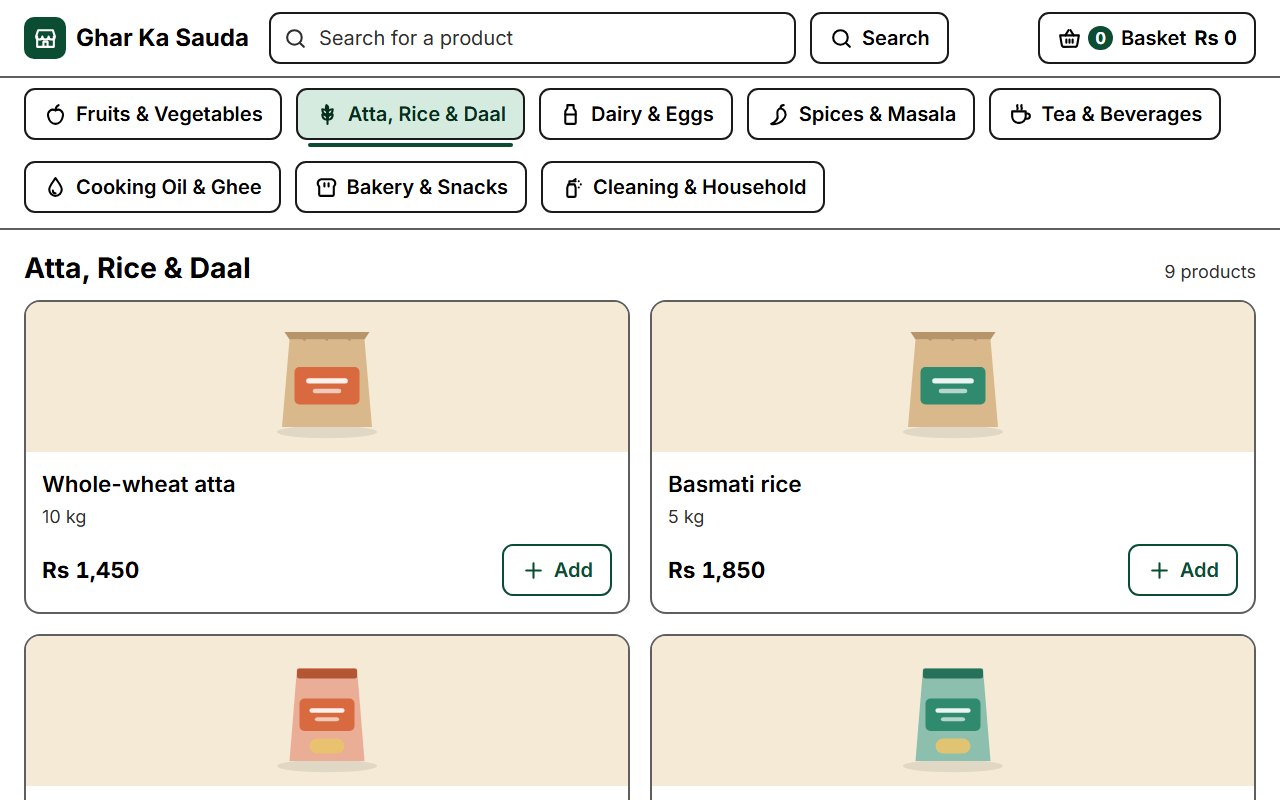 Ghar Ka Sauda
Search for a product
Search
0 Basket Rs 0
Fruits & Vegetables
Atta, Rice & Daal
Dairy & Eggs
Spices & Masala
Tea & Beverages
Cooking Oil & Ghee
Bakery & Snacks
Cleaning & Household
Atta, Rice & Daal
9 products
Whole-wheat atta
10 kg
Rs 1,450
Add
Basmati rice
5 kg
Rs 1,850
Add